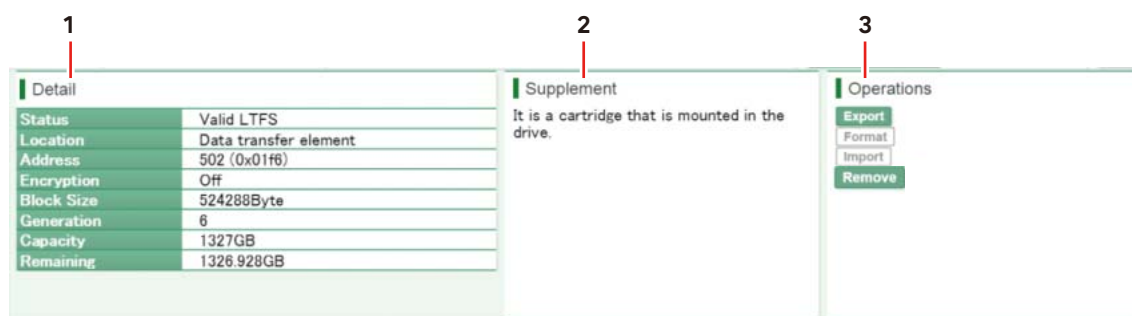 1 2 3
Detail
Status Valid LTFS
Location Data transfer element
Address 502 (0x01f6)
Encryption Off
Block Size 524288Byte
Generation 6
Capacity 1327GB
Remaining 1326.928GB
Supplement
It is a cartridge that is mounted in the
drive.
Operations
Export
Format
Import
Remove